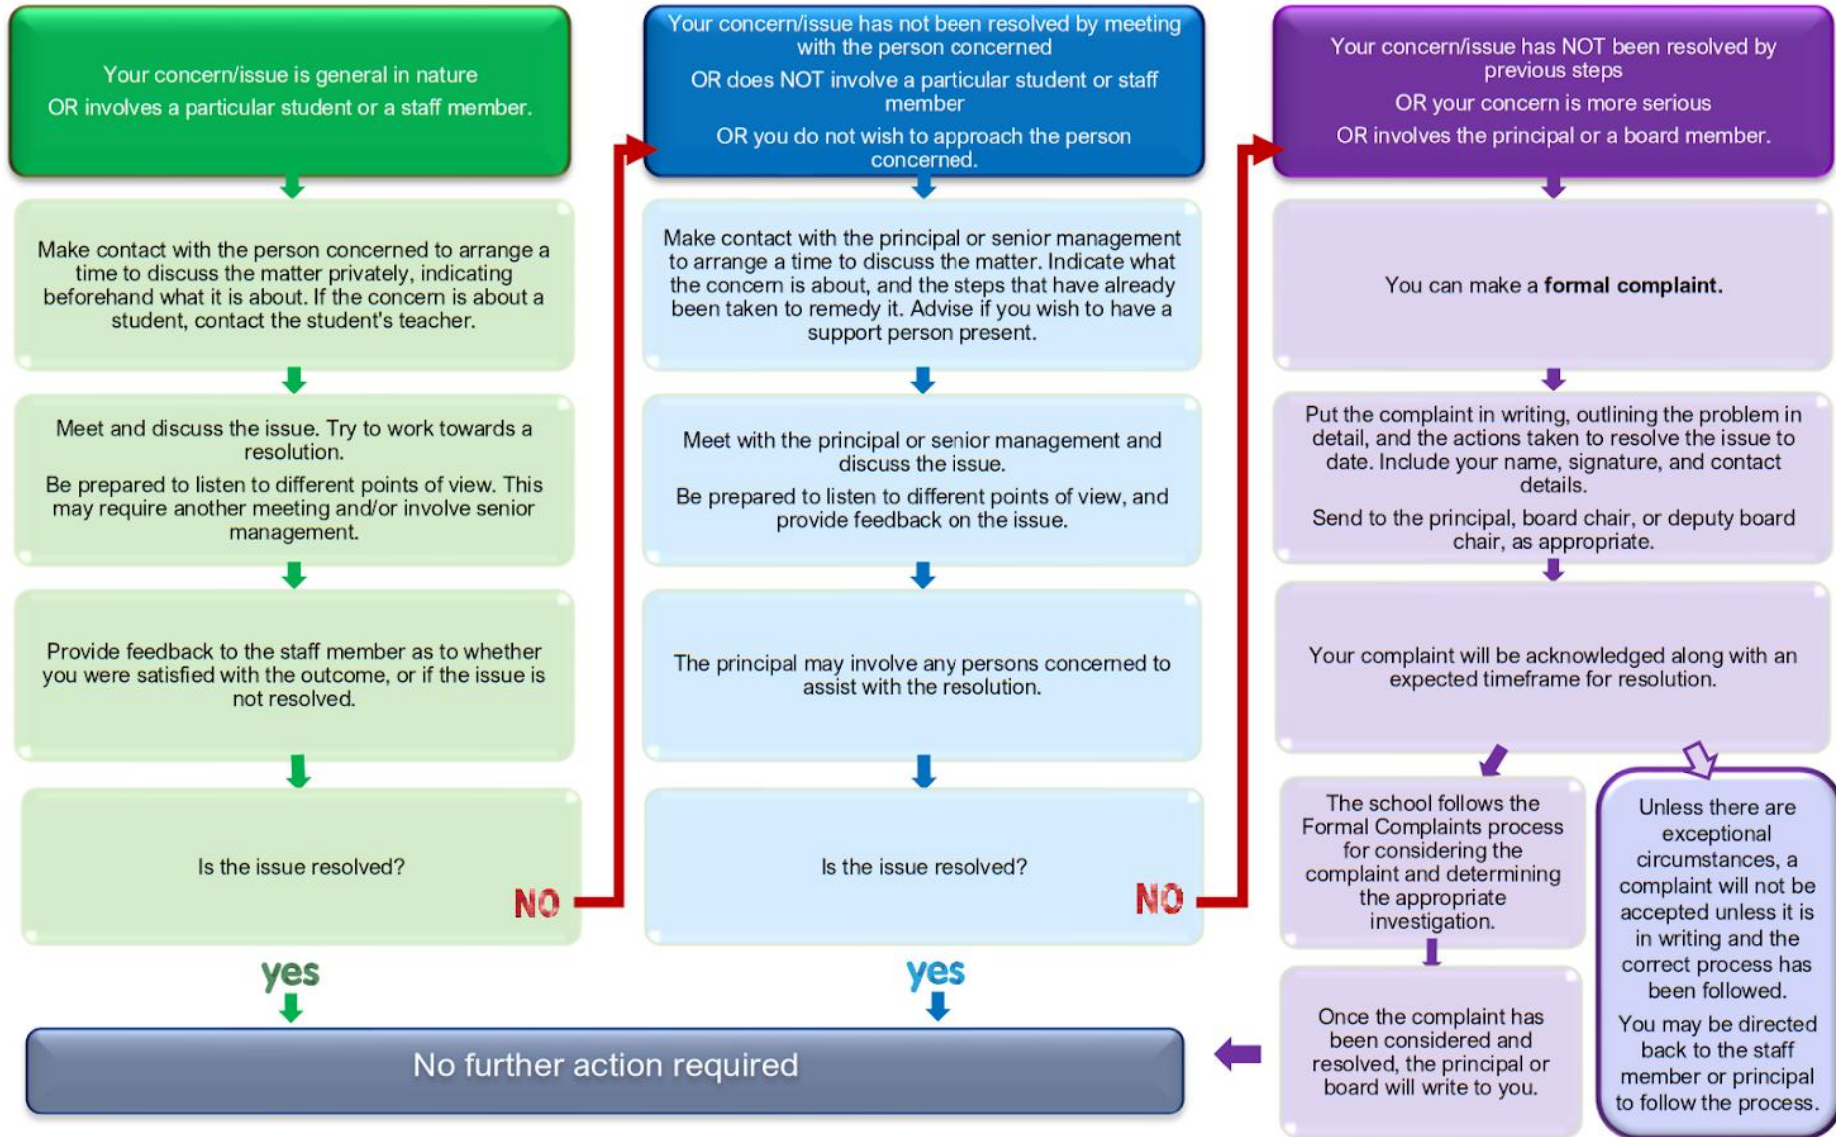 Your concern/issue is general in nature
OR involves a particular student or a staff member.
Make contact with the person concerned to arrange a
time to discuss the matter privately, indicating
beforehand what it is about. If the concern is about a
student, contact the student's teacher.
Meet and discuss the issue. Try to work towards a
resolution.
Be prepared to listen to different points of view. This
may require another meeting and/or involve senior
management.
Provide feedback to the staff member as to whether
you were satisfied with the outcome, or if the issue is
not resolved.
Is the issue resolved?
NO
yes
Your concern/issue has not been resolved by meeting
with the person concerned
OR does NOT involve a particular student or staff
member
OR you do not wish to approach the person
concerned.
Make contact with the principal or senior management
to arrange a time to discuss the matter. Indicate what
the concern is about, and the steps that have already
been taken to remedy it. Advise if you wish to have a
support person present.
Meet with the principal or senior management and
discuss the issue.
Be prepared to listen to different points of view, and
provide feedback on the issue.
The principal may involve any persons concerned to
assist with the resolution.
Is the issue resolved?
NO
yes
Your concern/issue has NOT been resolved by
previous steps
OR your concern is more serious
OR involves the principal or a board member.
You can make a formal complaint.
Put the complaint in writing, outlining the problem in
detail, and the actions taken to resolve the issue to
date. Include your name, signature, and contact
details.
Send to the principal, board chair, or deputy board
chair, as appropriate.
Your complaint will be acknowledged along with an
expected timeframe for resolution.
The school follows the
Formal Complaints process
for considering the
complaint and determining
the appropriate
investigation.
Once the complaint has
been considered and
resolved, the principal or
board will write to you.
Unless there are
exceptional
circumstances, a
complaint will not be
accepted unless it is
in writing and the
correct process has
been followed.
You may be directed
back to the staff
member or principal
to follow the process.
No further action required